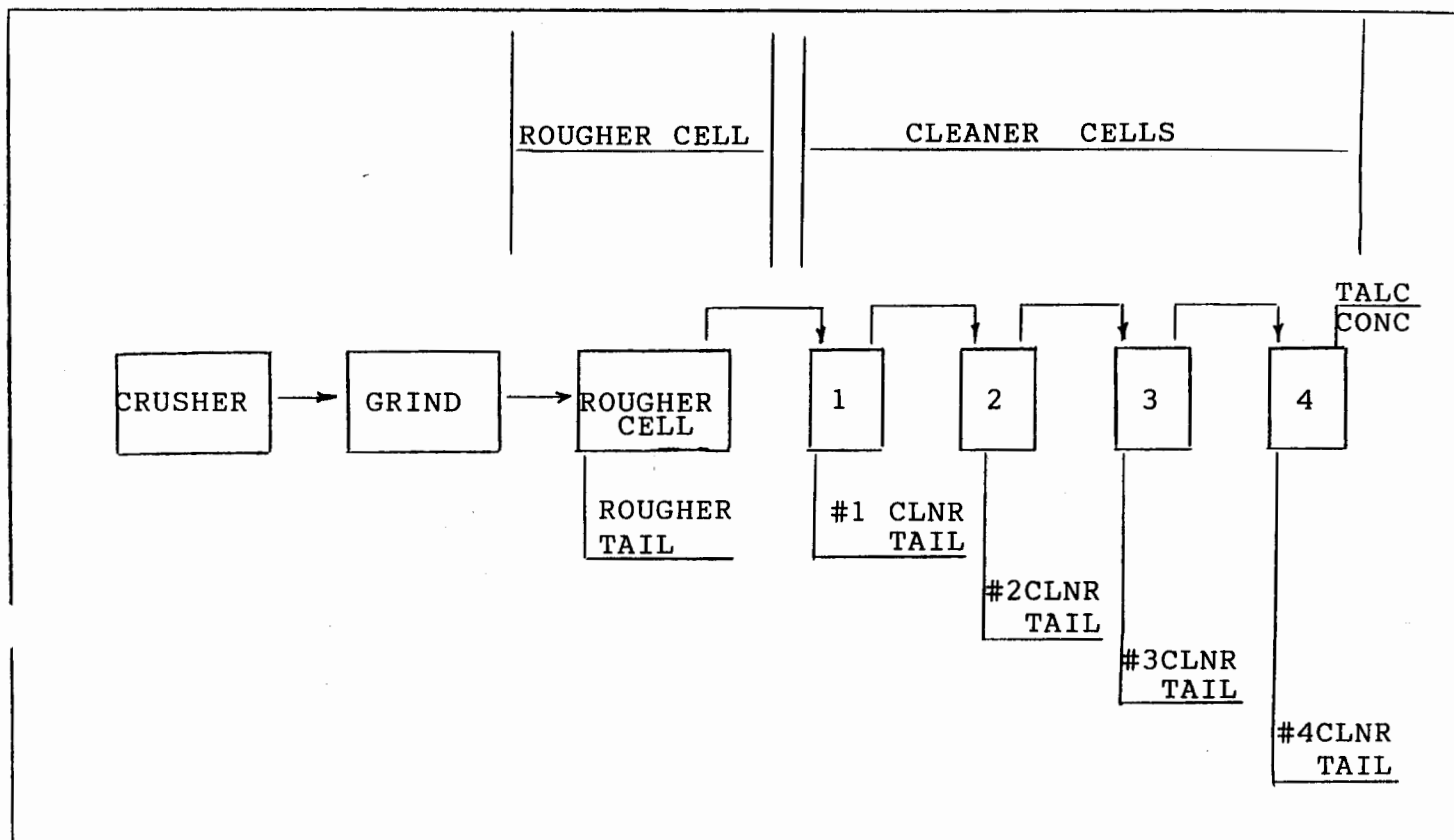 ROUGHER CELL
CLEANER CELLS
TALC
CONC
CRUSHER
GRIND
ROUGHER
CELL
1
2
3
4
ROUGHER
TAIL
#1 CLNR
TAIL
#2CLNR
TAIL
#3CLNR
TAIL
#4CLNR
TAIL